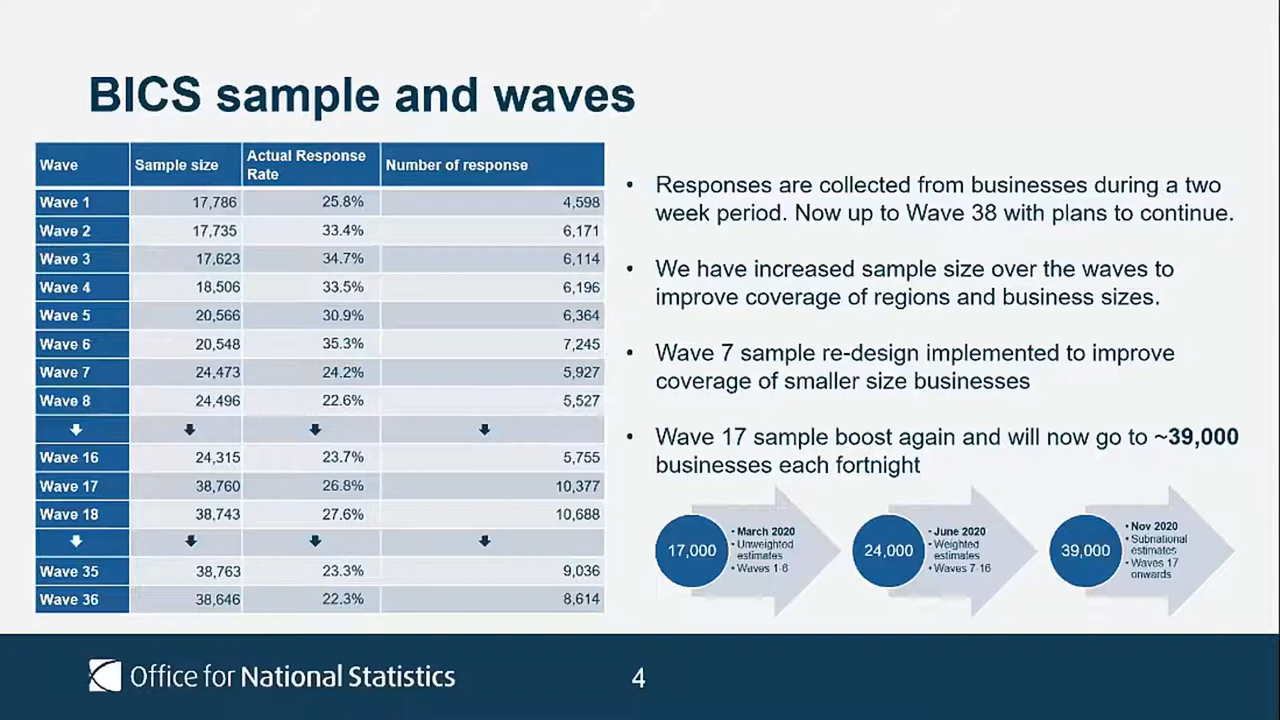 BICS sample and waves
Wave Sample size Actual Response Rate Number of response
Wave 1 17,786 25.8% 4,598
Wave 2 17,735 33.4% 6,171
Wave 3 17,623 34.7% 6,114
Wave 4 18,506 33.5% 6,196
Wave 5 20,566 30.9% 6,364
Wave 6 20,548 35.3% 7,245
Wave 7 24,473 24.2% 5,927
Wave 8 24,496 22.6% 5,527
Wave 16 24,315 23.7% 5,755
Wave 17 38,760 26.8% 10,377
Wave 18 38,743 27.6% 10,688
Wave 35 38,763 23.3% 9,036
Wave 36 38,646 22.3% 8,614
• Responses are collected from businesses during a two
week period. Now up to Wave 38 with plans to continue.
• We have increased sample size over the waves to
improve coverage of regions and business sizes.
• Wave 7 sample re-design implemented to improve
coverage of smaller size businesses
• Wave 17 sample boost again and will now go to ~39,000
businesses each fortnight
17,000
• March 2020
• Unweighted
estimates
• Waves 1-6
24,000
• June 2020
• Weighted
estimates
• Waves 7-16
39,000
• Nov 2020
• Subnational
estimates
• Waves 17
onwards
Office for National Statistics
4